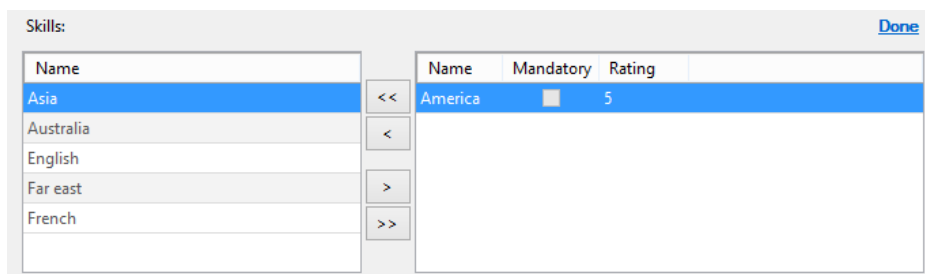 Skills: Done
Name Name Mandatory Rating
Asia << America 5
Australia <
English
Far east >
French >>